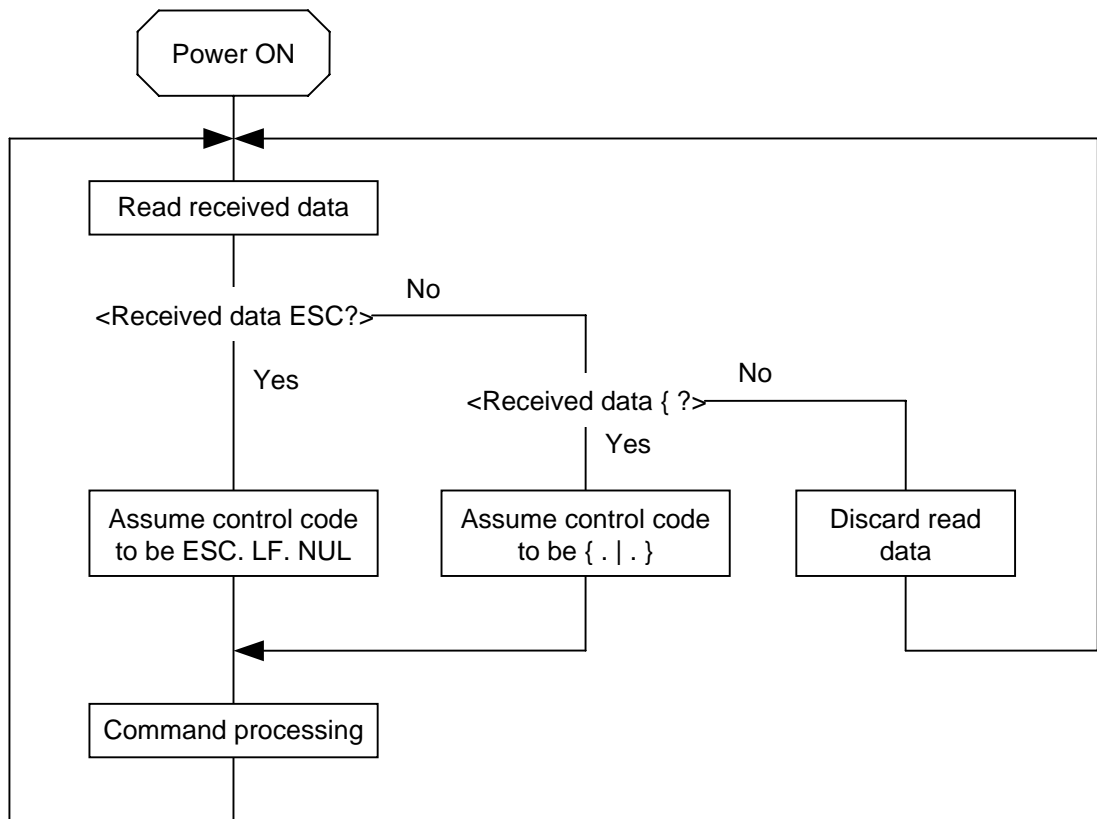 Power ON
Read received data
No
<Received data ESC?>
Yes
No
<Received data { ?>
Yes
Assume control code
to be ESC. LF. NUL
Assume control code
to be { . | . }
Discard read
data
Command processing